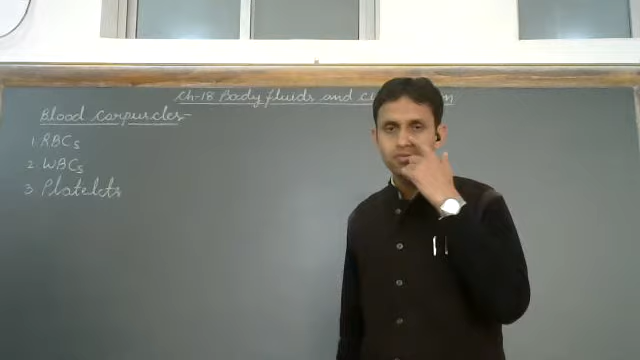 Ch-18 Body fluids and
Blood Corpuscles-
1. RBCs
2 WBCs
3 Platelets